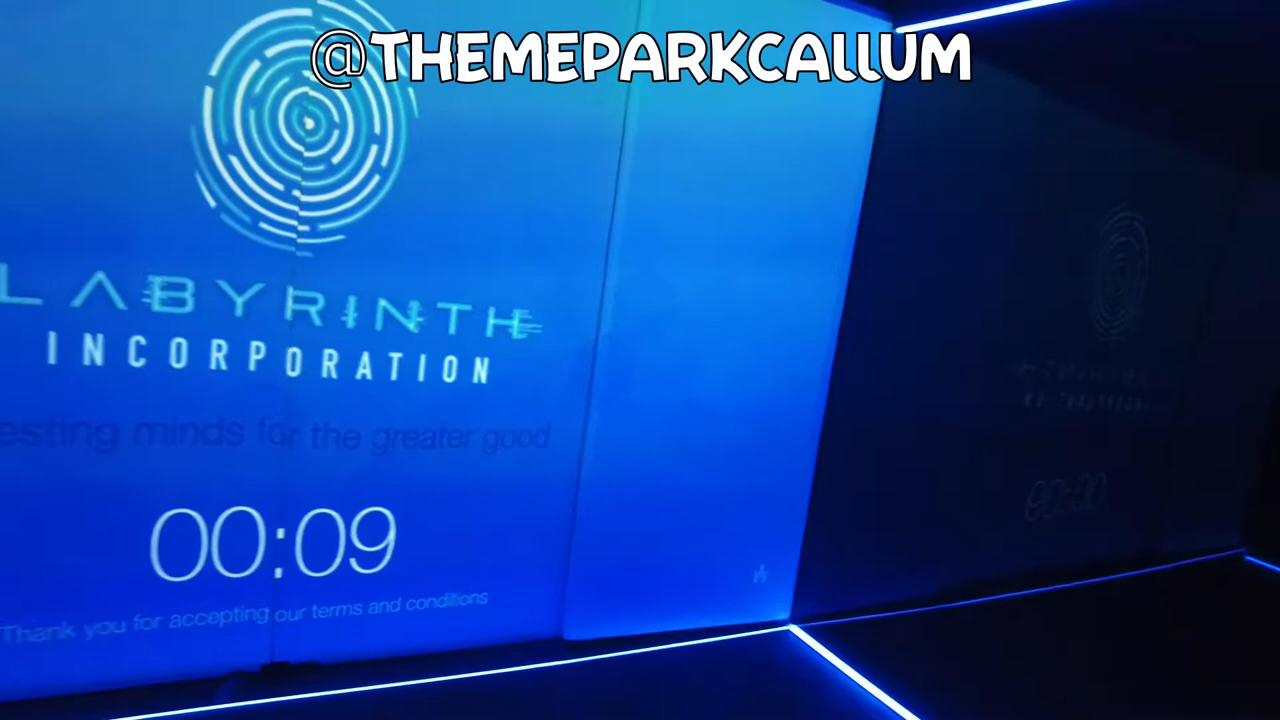 @THEMEPARKCALLUM
LABYRINTH
INCORPORATION
esting minds for the greater good
00:09
Thank you for accepting our terms and conditions